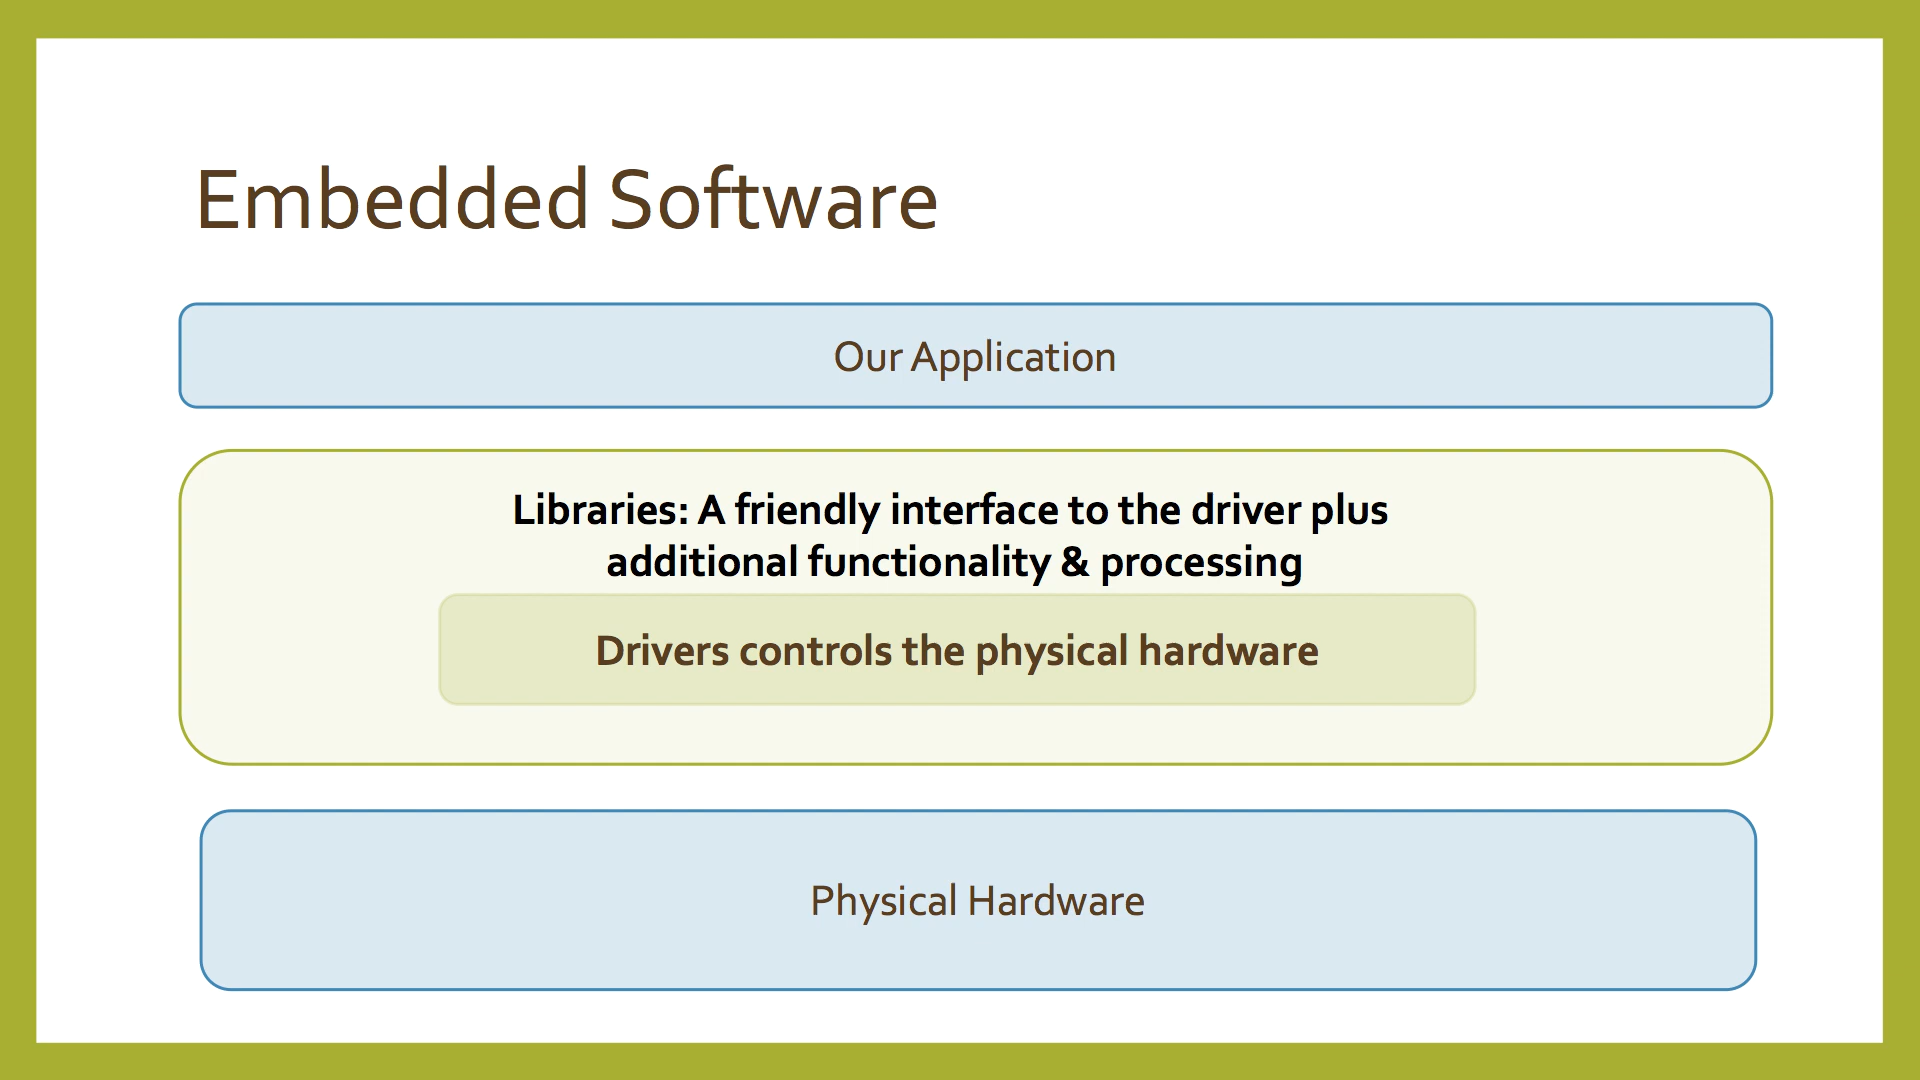 Embedded Software
Our Application
Libraries: A friendly interface to the driver plus
additional functionality & processing
Drivers controls the physical hardware
Physical Hardware